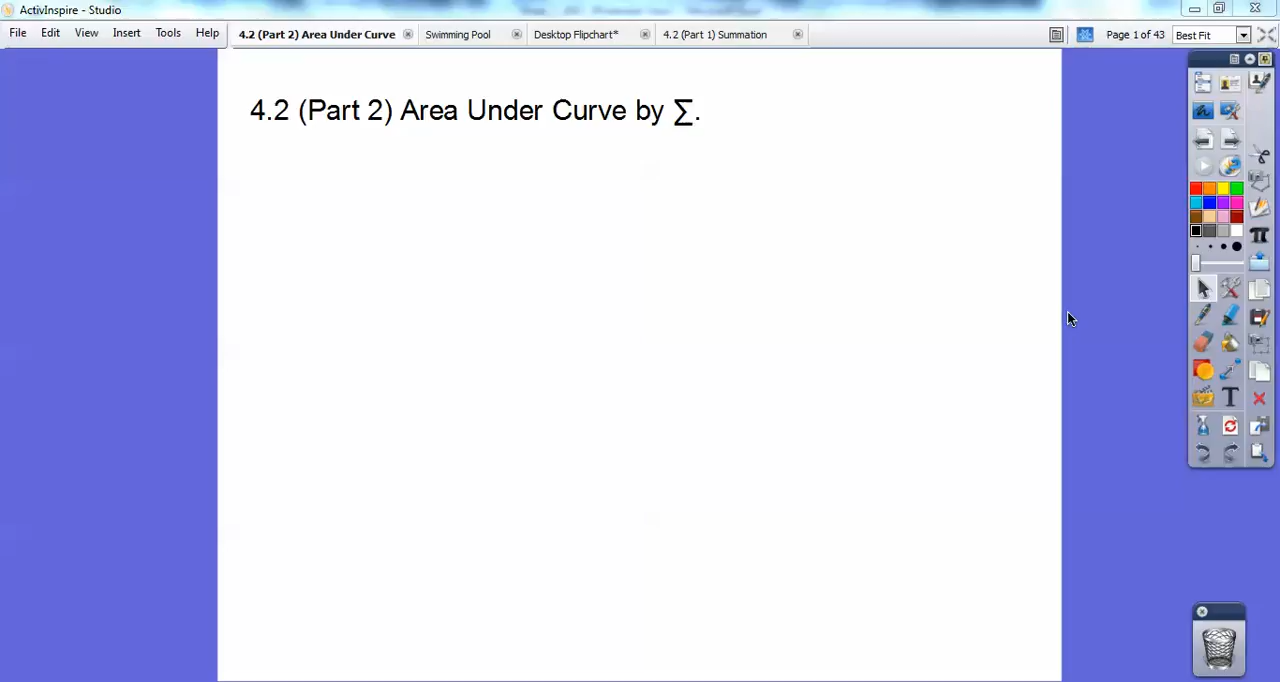 ActivInspire - Studio
File Edit View Insert Tools Help
4.2 (Part 2) Area Under Curve Swimming Pool Desktop Flipchart* 4.2 (Part 1) Summation
Page 1 of 43 Best Fit
4.2 (Part 2) Area Under Curve by Σ.